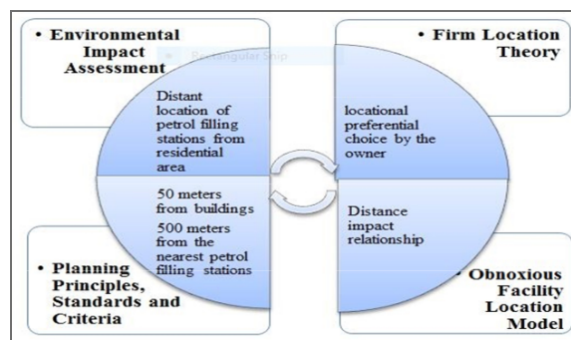 • Environmental
Impact
Assessment
• Rectangular Snip
• Firm Location
Theory
Distant
location of
petrol filling
stations from
residential
area
locational
preferential
choice by the
owner
50 meters
from buildings
500 meters
from the
nearest petrol
filling stations
Distance
impact
relationship
• Planning
Principles,
Standards and
Criteria
• Obnoxious
Facility
Location
Model